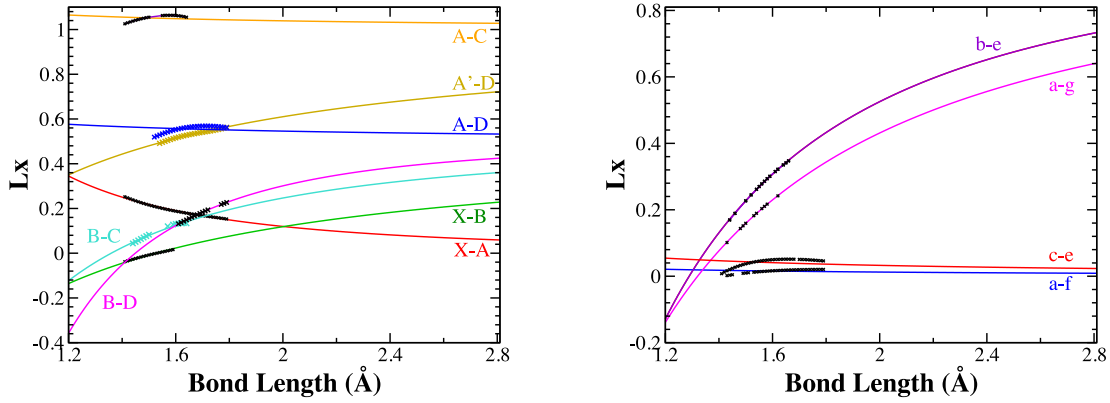 1
0.8
0.6
0.4
0.2
0
-0.2
-0.4
Lx
A-C
A'-D
A-D
X-B
B-C
X-A
B-D
1.2 1.6 2 2.4 2.8
Bond Length (Å)
0.8
0.6
0.4
0.2
0
-0.2
Lx
b-e
a-g
c-e
a-f
1.2 1.6 2 2.4 2.8
Bond Length (Å)